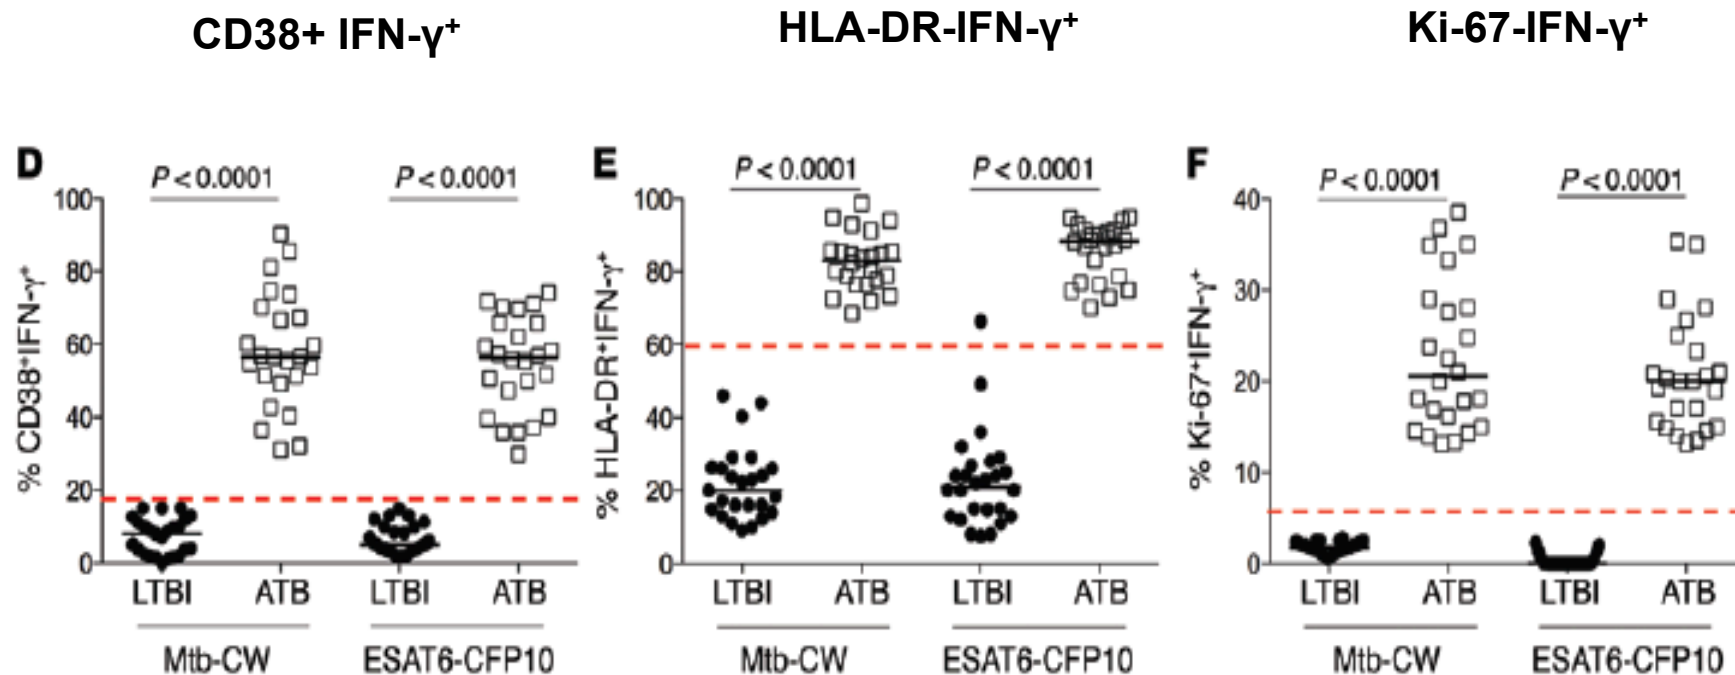 CD38+ IFN-γ⁺
HLA-DR-IFN-γ⁺
Ki-67-IFN-γ⁺
D
P < 0.0001
P < 0.0001
% CD38⁺IFN-γ⁺
100
80
60
40
20
0
LTBI
ATB
LTBI
ATB
Mtb-CW
ESAT6-CFP10
E
P < 0.0001
P < 0.0001
% HLA-DR⁺IFN-γ⁺
100
80
60
40
20
0
LTBI
ATB
LTBI
ATB
Mtb-CW
ESAT6-CFP10
F
P < 0.0001
P < 0.0001
% Ki-67⁺IFN-γ⁺
40
30
20
10
0
LTBI
ATB
LTBI
ATB
Mtb-CW
ESAT6-CFP10